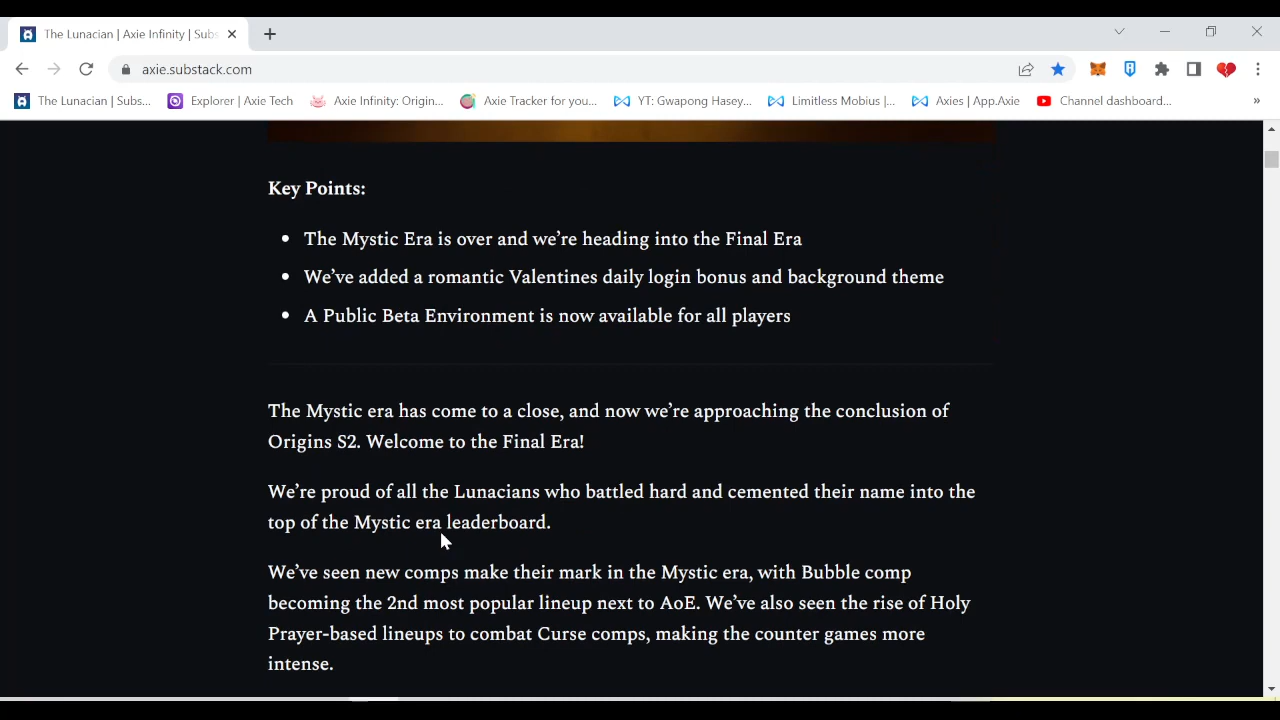 The Lunacian | Axie Infinity | Subs
axie.substack.com
The Lunacian | Subs...
Explorer | Axie Tech
Axie Infinity: Origin...
Axie Tracker for you...
YT: Gwapong Hasey...
Limitless Mobius |...
Axies | App.Axie
Channel dashboard...
»
Key Points:
• The Mystic Era is over and we’re heading into the Final Era
• We’ve added a romantic Valentines daily login bonus and background theme
• A Public Beta Environment is now available for all players
The Mystic era has come to a close, and now we’re approaching the conclusion of
Origins S2. Welcome to the Final Era!
We’re proud of all the Lunacians who battled hard and cemented their name into the
top of the Mystic era leaderboard.
We’ve seen new comps make their mark in the Mystic era, with Bubble comp
becoming the 2nd most popular lineup next to AoE. We’ve also seen the rise of Holy
Prayer-based lineups to combat Curse comps, making the counter games more
intense.